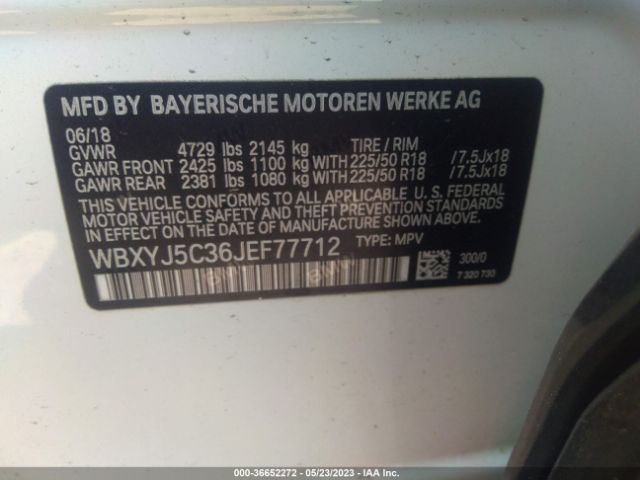 MFD BY BAYERISCHE MOTOREN WERKE AG
06/18
GVWR 4729 lbs 2145 kg TIRE / RIM
GAWR FRONT 2425 lbs 1100 kg WITH 225/50 R18 /7.5Jx18
GAWR REAR 2381 lbs 1080 kg WITH 225/50 R18 /7.5Jx18
THIS VEHICLE CONFORMS TO ALL APPLICABLE U. S. FEDERAL
MOTOR VEHICLE SAFETY AND THEFT PREVENTION STANDARDS
IN EFFECT ON THE DATE OF MANUFACTURE SHOWN ABOVE.
WBXYJ5C36JEF77712 TYPE: MPV
300/0
7 320 730
000-36652272 - 05/23/2023 - IAA Inc.